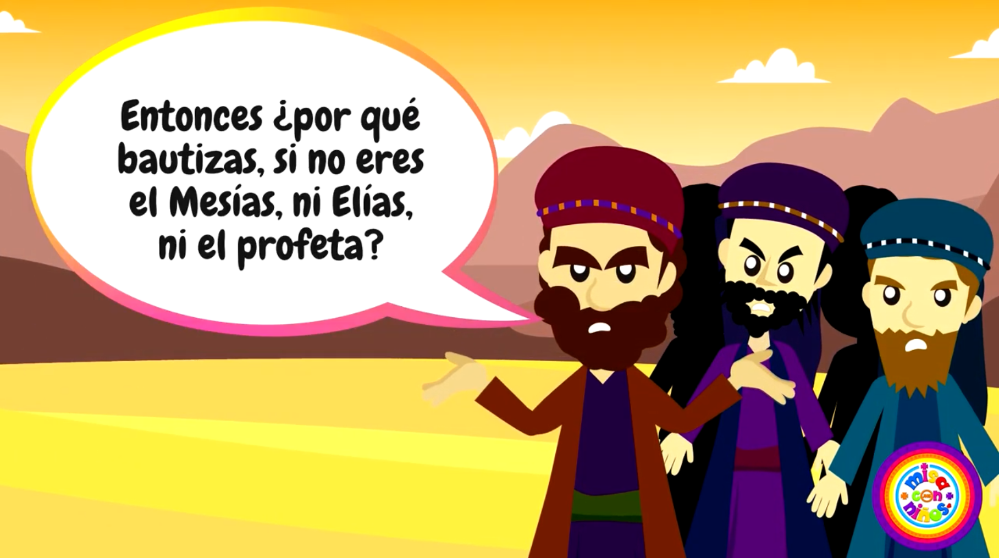 Entonces ¿por qué
bautizas, si no eres
el Mesías, ni Elías,
ni el profeta?
misa
con
niños